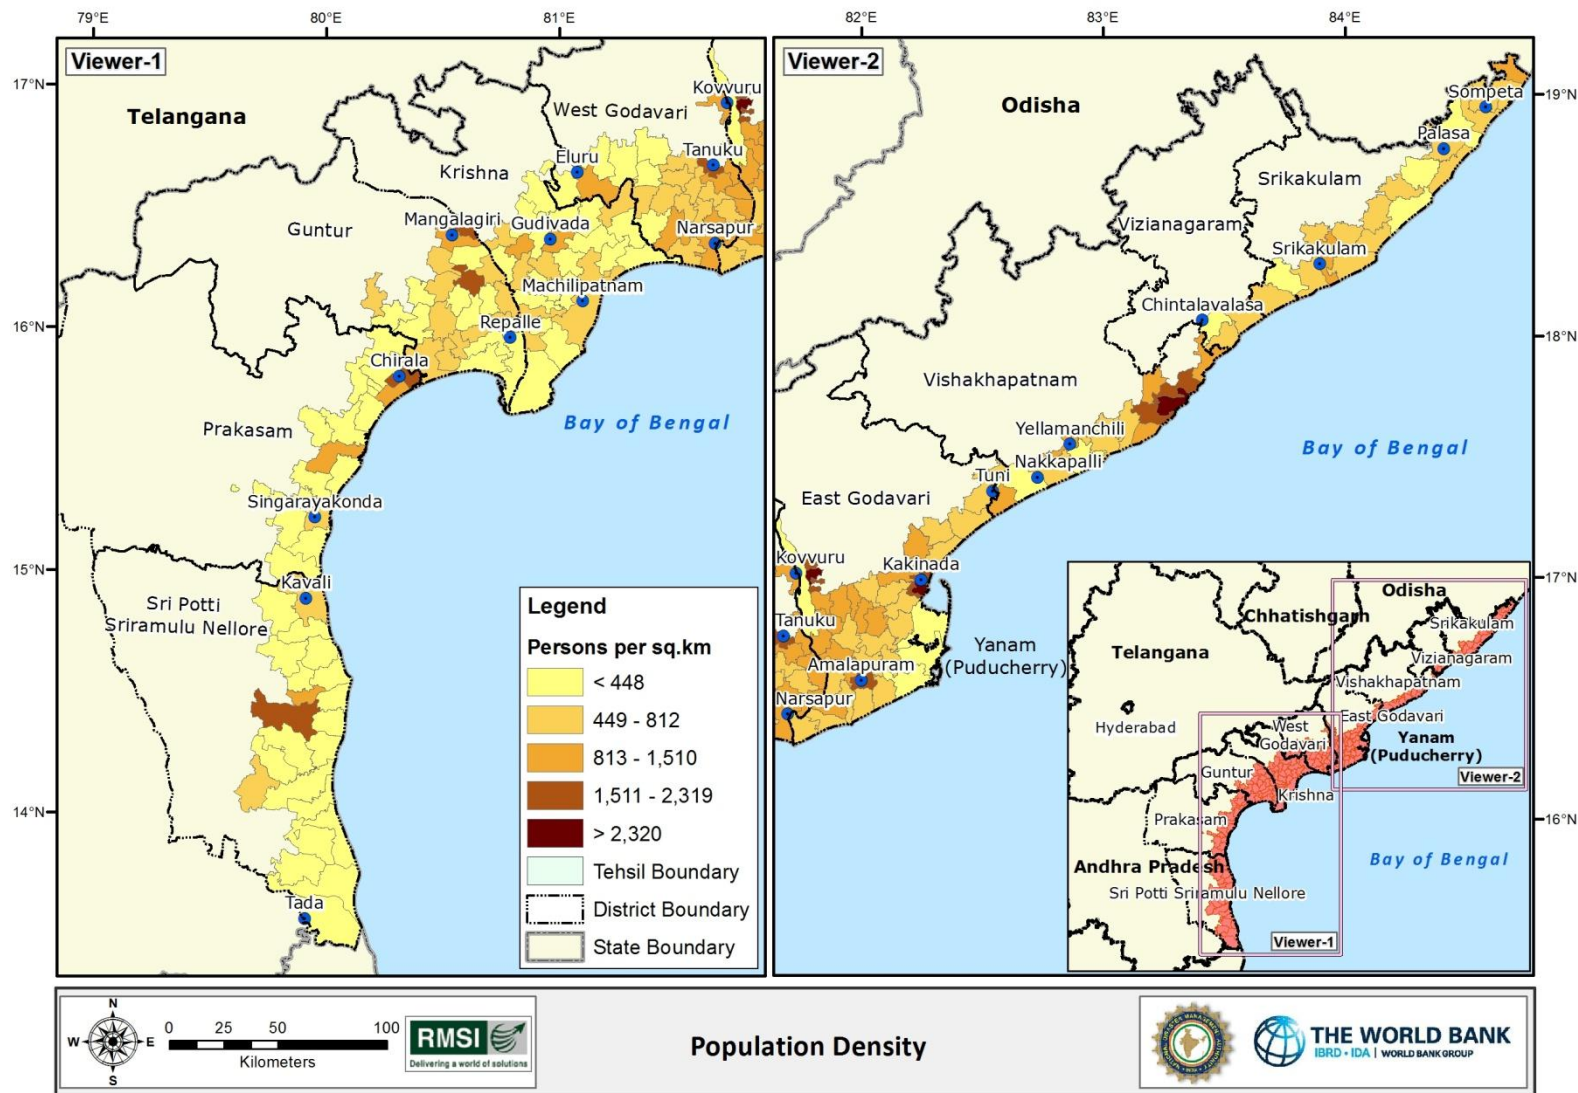 79°E
80°E
81°E
82°E
83°E
84°E
Viewer-1
17°N
Telangana
West Godavari
Kovvuru
Eluru
Tanuku
Krishna
Guntur
Mangalagiri
Gudivada
Narsapur
Machilipatnam
16°N
Repalle
Chirala
Prakasam
Bay of Bengal
Singarayakonda
15°N
Kavali
Sri Potti
Sriramulu Nellore
14°N
Tada
Legend
Persons per sq.km
< 448
449 - 812
813 - 1,510
1,511 - 2,319
> 2,320
Tehsil Boundary
District Boundary
State Boundary
Viewer-2
Odisha
Sompeta
19°N
Palasa
Srikakulam
Vizianagaram
Srikakulam
Chintalavalasa
18°N
Vishakhapatnam
Yellamanchili
Bay of Bengal
Nakkapalli
Tuni
East Godavari
Kovvuru
Kakinada
17°N
Tanuku
Amalapuram
Yanam
(Puducherry)
Narsapur
16°N
Odisha
Chhatishgarh
Srikakulam
Telangana
Vizianagaram
Vishakhapatnam
Hyderabad
East Godavari
West
Godavari
Yanam
(Puducherry)
Viewer-2
Guntur
Krishna
Prakasam
Bay of Bengal
Andhra Pradesh
Sri Potti Sriramulu Nellore
Viewer-1
N
W
E
S
0 25 50 100
Kilometers
RMSI
Delivering a world of solutions
Population Density
THE WORLD BANK
IBRD • IDA | WORLD BANK GROUP